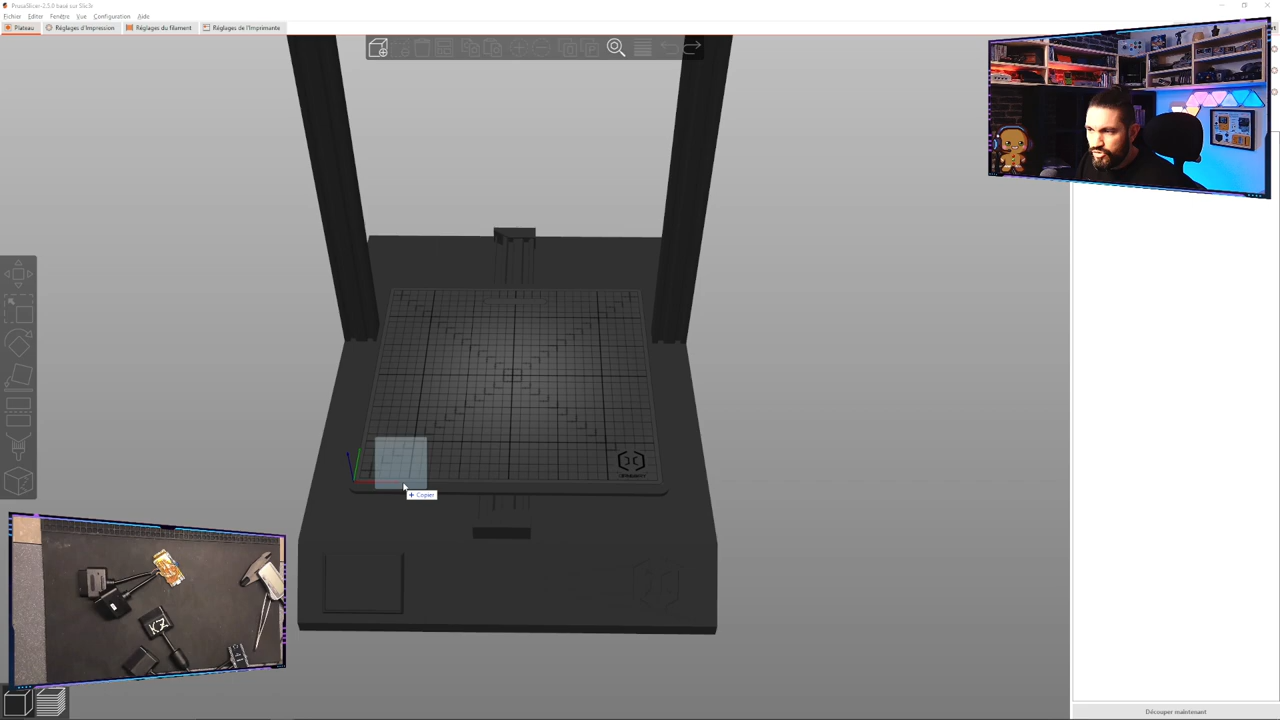 PrusaSlicer-2.5.0 basé sur Slic3r
Fichier Editer Fenêtre Vue Configuration Aide
Plateau Réglages d'Impression Réglages du filament Réglages de l'Imprimante
+ Copier
KZ
Découper maintenant